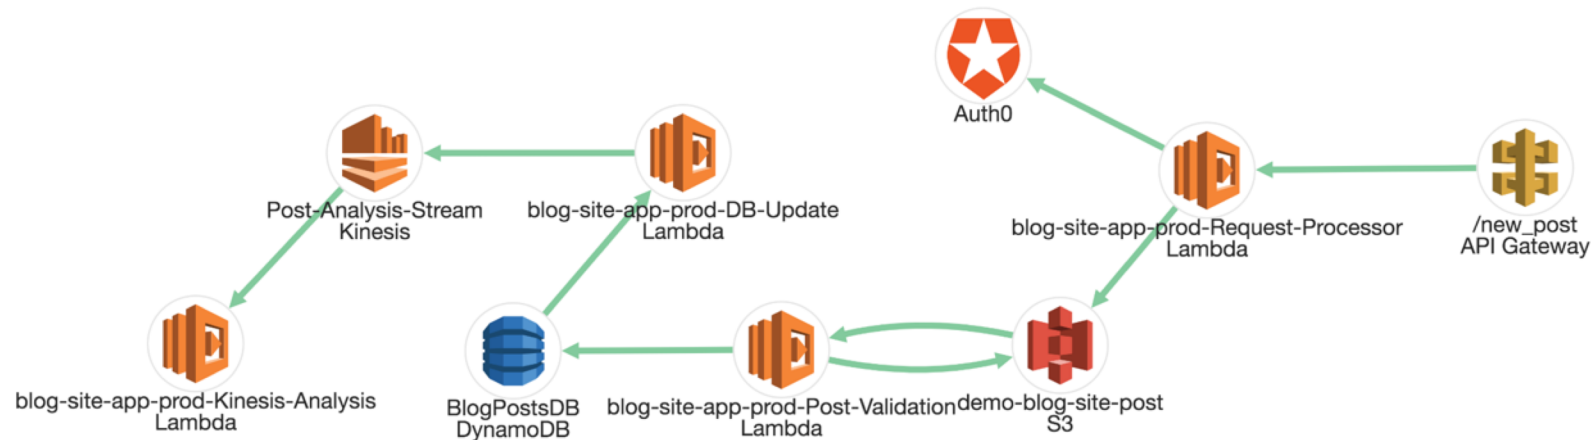 Auth0
Post-Analysis-Stream
Kinesis
blog-site-app-prod-DB-Update
Lambda
blog-site-app-prod-Request-Processor
Lambda
/new_post
API Gateway
blog-site-app-prod-Kinesis-Analysis
Lambda
BlogPostsDB
DynamoDB
blog-site-app-prod-Post-Validation
Lambda
demo-blog-site-post
S3